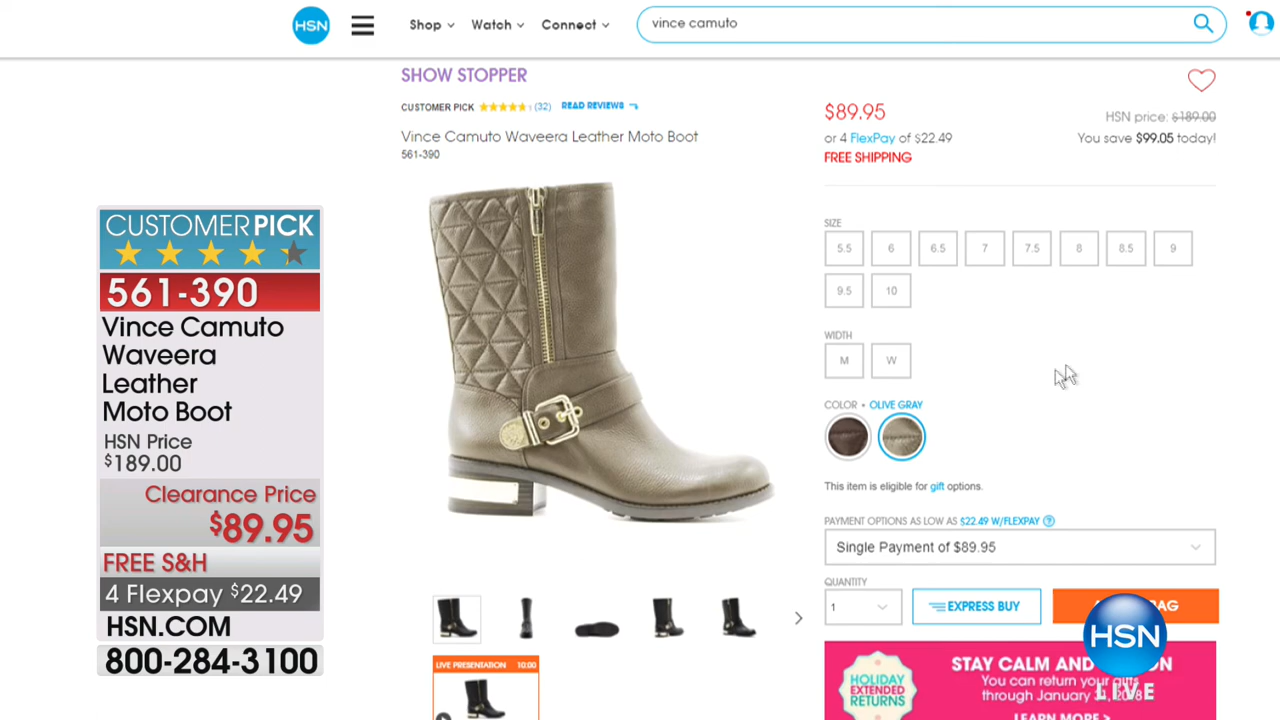 HSN
Shop
Watch
Connect
vince camuto
SHOW STOPPER
CUSTOMER PICK (32) READ REVIEWS
Vince Camuto Waveera Leather Moto Boot
561-390
$89.95
HSN price: $189.00
or 4 FlexPay of $22.49
You save $99.05 today!
FREE SHIPPING
SIZE
5.5 6 6.5 7 7.5 8 8.5 9
9.5 10
WIDTH
M W
COLOR • OLIVE GRAY
This item is eligible for gift options.
PAYMENT OPTIONS AS LOW AS $22.49 W/FLEXPAY ?
Single Payment of $89.95
QUANTITY
1
EXPRESS BUY
BAG
STAY CALM AND
You can return your gifts
through January
LEARN MORE >
HOLIDAY
EXTENDED
RETURNS
LIVE PRESENTATION 10:00
CUSTOMER PICK
561-390
Vince Camuto
Waveera
Leather
Moto Boot
HSN Price
$189.00
Clearance Price
$89.95
FREE S&H
4 Flexpay $22.49
HSN.COM
800-284-3100
HSN
LIVE